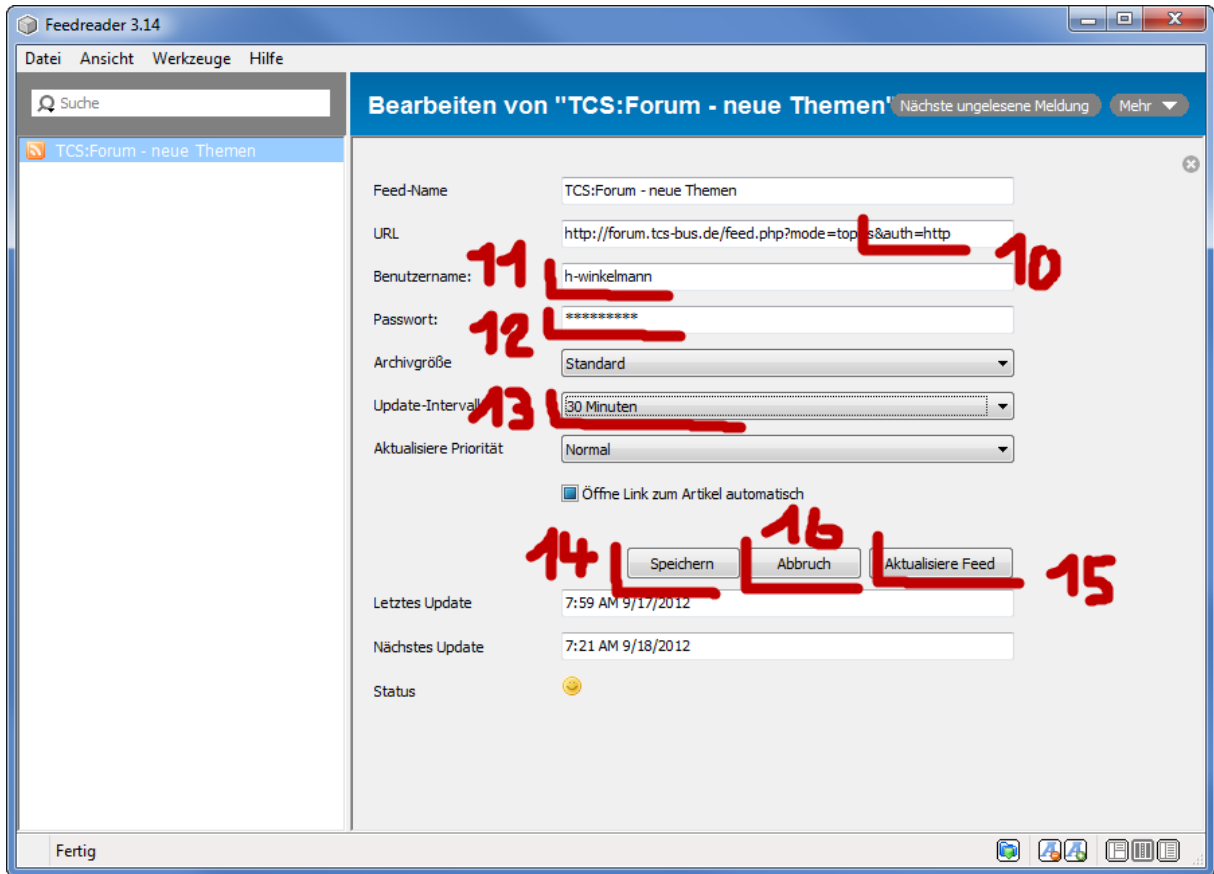 Feedreader 3.14
Datei Ansicht Werkzeuge Hilfe
Suche
Bearbeiten von "TCS:Forum - neue Themen" Nächste ungelesene Meldung Mehr
TCS:Forum - neue Themen
Feed-Name TCS:Forum - neue Themen
URL http://forum.tcs-bus.de/feed.php?mode=topics&auth=http
10
11
Benutzername: h-winkelmann
12
Passwort: *********
Archivgröße Standard
13
Update-Intervall 30 Minuten
Aktualisiere Priorität Normal
Öffne Link zum Artikel automatisch
14 Speichern 16 Abbruch Aktualisiere Feed 15
Letztes Update 7:59 AM 9/17/2012
Nächstes Update 7:21 AM 9/18/2012
Status
Fertig